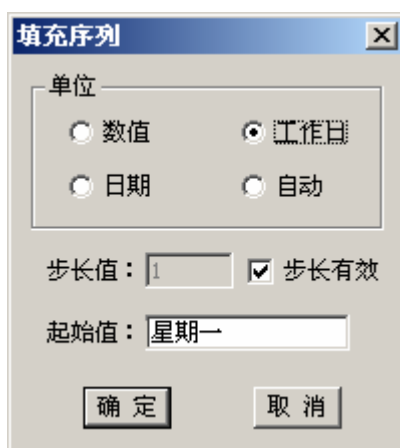 填充序列
单位
数值 工作日
日期 自动
步长值：1 步长有效
起始值：星期一
确定 取消